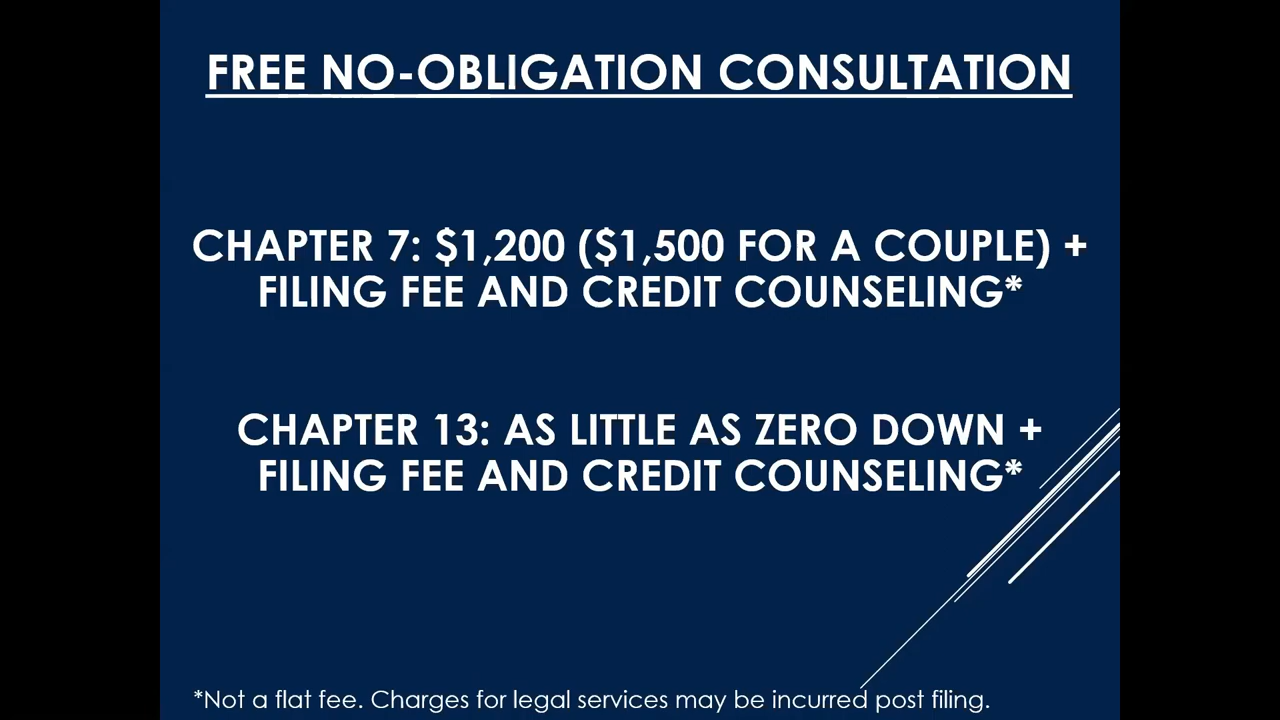 FREE NO-OBLIGATION CONSULTATION
CHAPTER 7: $1,200 ($1,500 FOR A COUPLE) +
FILING FEE AND CREDIT COUNSELING*
CHAPTER 13: AS LITTLE AS ZERO DOWN +
FILING FEE AND CREDIT COUNSELING*
*Not a flat fee. Charges for legal services may be incurred post filing.